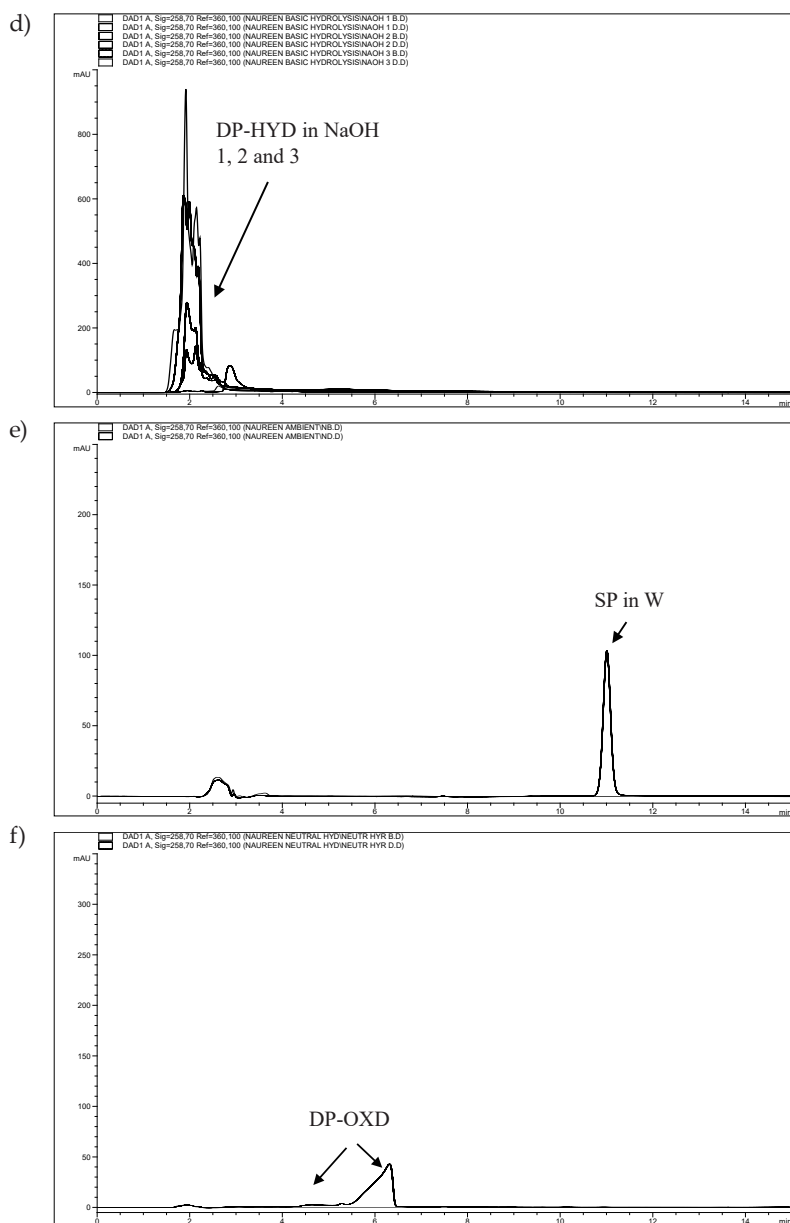 d)
DAD1 A, Sig=258,70 Ref=360,100 (NAUREEN BASIC HYDROLYSIS\NAOH 1 B.D)
DAD1 A, Sig=258,70 Ref=360,100 (NAUREEN BASIC HYDROLYSIS\NAOH 1 D.D)
DAD1 A, Sig=258,70 Ref=360,100 (NAUREEN BASIC HYDROLYSIS\NAOH 2 B.D)
DAD1 A, Sig=258,70 Ref=360,100 (NAUREEN BASIC HYDROLYSIS\NAOH 2 D.D)
DAD1 A, Sig=258,70 Ref=360,100 (NAUREEN BASIC HYDROLYSIS\NAOH 3 B.D)
DAD1 A, Sig=258,70 Ref=360,100 (NAUREEN BASIC HYDROLYSIS\NAOH 3 D.D)
mAU
800
DP-HYD in NaOH
1, 2 and 3
600
400
200
0
0 2 4 6 8 10 12 14 min
e)
DAD1 A, Sig=258,70 Ref=360,100 (NAUREEN AMBIENT\NB.D)
DAD1 A, Sig=258,70 Ref=360,100 (NAUREEN AMBIENT\ND.D)
mAU
200
150
SP in W
100
50
0
0 2 4 6 8 10 12 14 min
f)
DAD1 A, Sig=258,70 Ref=360,100 (NAUREEN NEUTRAL HYD\NEUTR HYR B.D)
DAD1 A, Sig=258,70 Ref=360,100 (NAUREEN NEUTRAL HYD\NEUTR HYR D.D)
mAU
300
250
200
150
100
DP-OXD
50
0
0 2 4 6 8 10 12 14 min